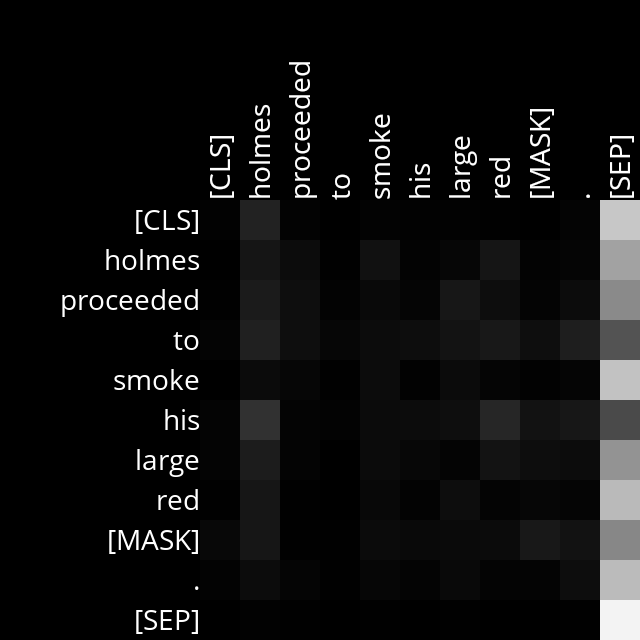 [CLS] holmes proceeded to smoke his large red [MASK] . [SEP]
[CLS]
holmes
proceeded
to
smoke
his
large
red
[MASK]
.
[SEP]